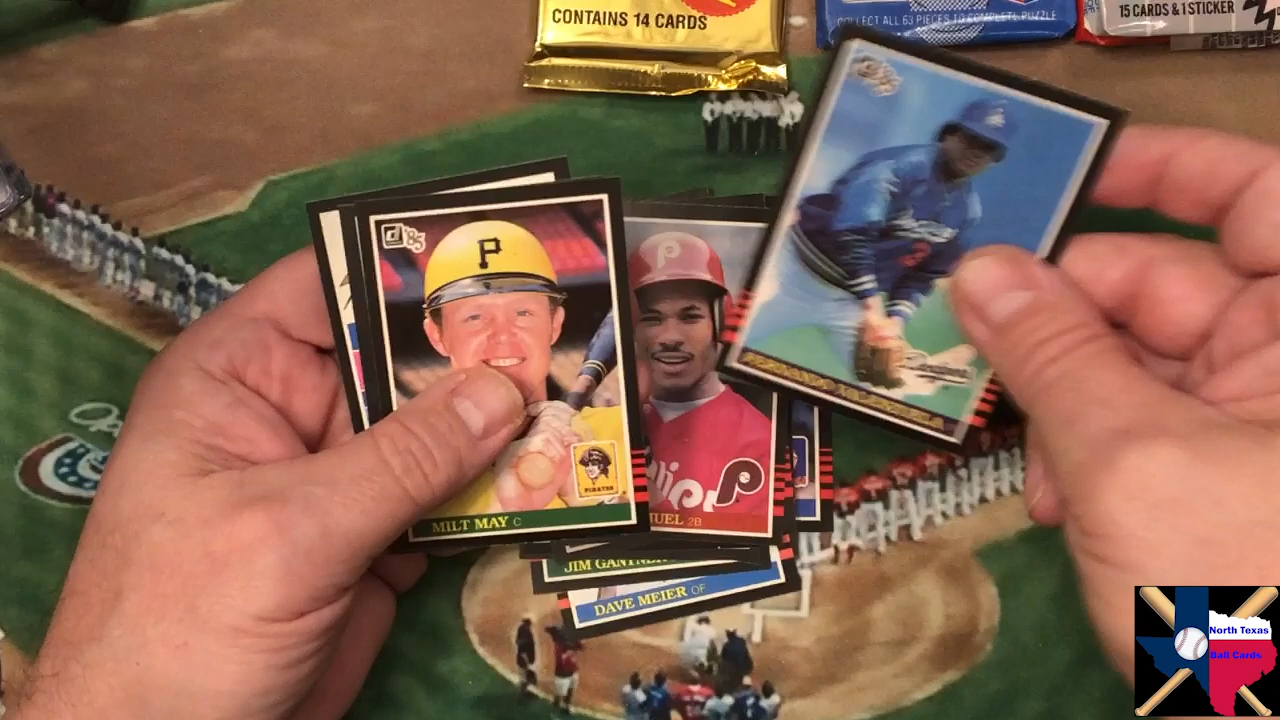 CONTAINS 14 CARDS
COLLECT ALL 63 PIECES TO COMPLETE PUZZLE
15 CARDS & 1 STICKER
'85
P
PIRATES
MILT MAY C
P
P
MUEL 2B
JIM GANTNER
DAVE MEIER OF
North Texas
Ball Cards